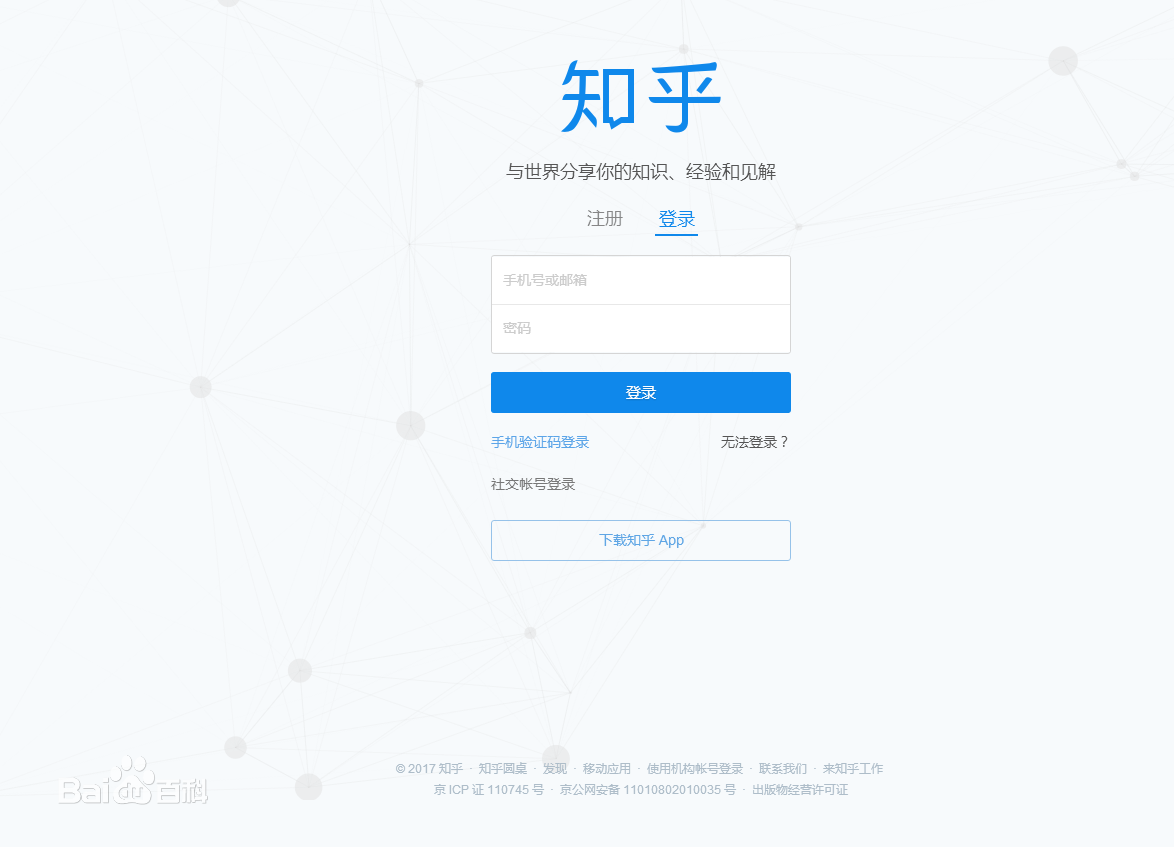 知乎
与世界分享你的知识、经验和见解
注册 登录
手机号或邮箱
密码
登录
手机验证码登录 无法登录？
社交帐号登录
下载知乎 App
© 2017 知乎 · 知乎圆桌 · 发现 · 移动应用 · 使用机构帐号登录 · 联系我们 · 来知乎工作
京 ICP 证 110745 号 · 京公网安备 11010802010035 号 · 出版物经营许可证
Bai百科